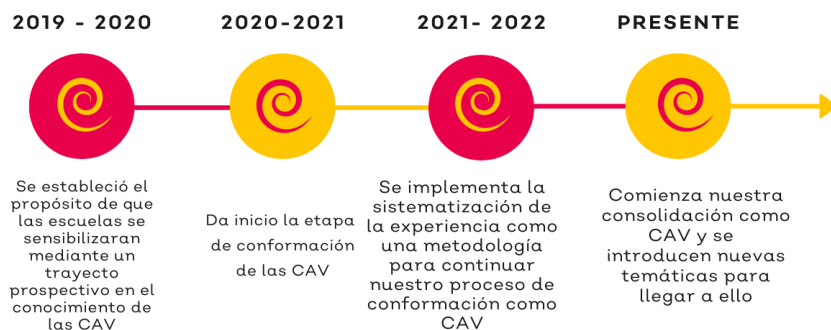 2019 - 2020
2020-2021
2021- 2022
PRESENTE
Se estableció el
propósito de que
las escuelas se
sensibilizaran
mediante un
trayecto
prospectivo en el
conocimiento de
las CAV
Da inicio la etapa
de conformación
de las CAV
Se implementa la
sistematización de
la experiencia como
una metodología
para continuar
nuestro proceso de
conformación como
CAV
Comienza nuestra
consolidación como
CAV y se
introducen nuevas
temáticas para
llegar a ello